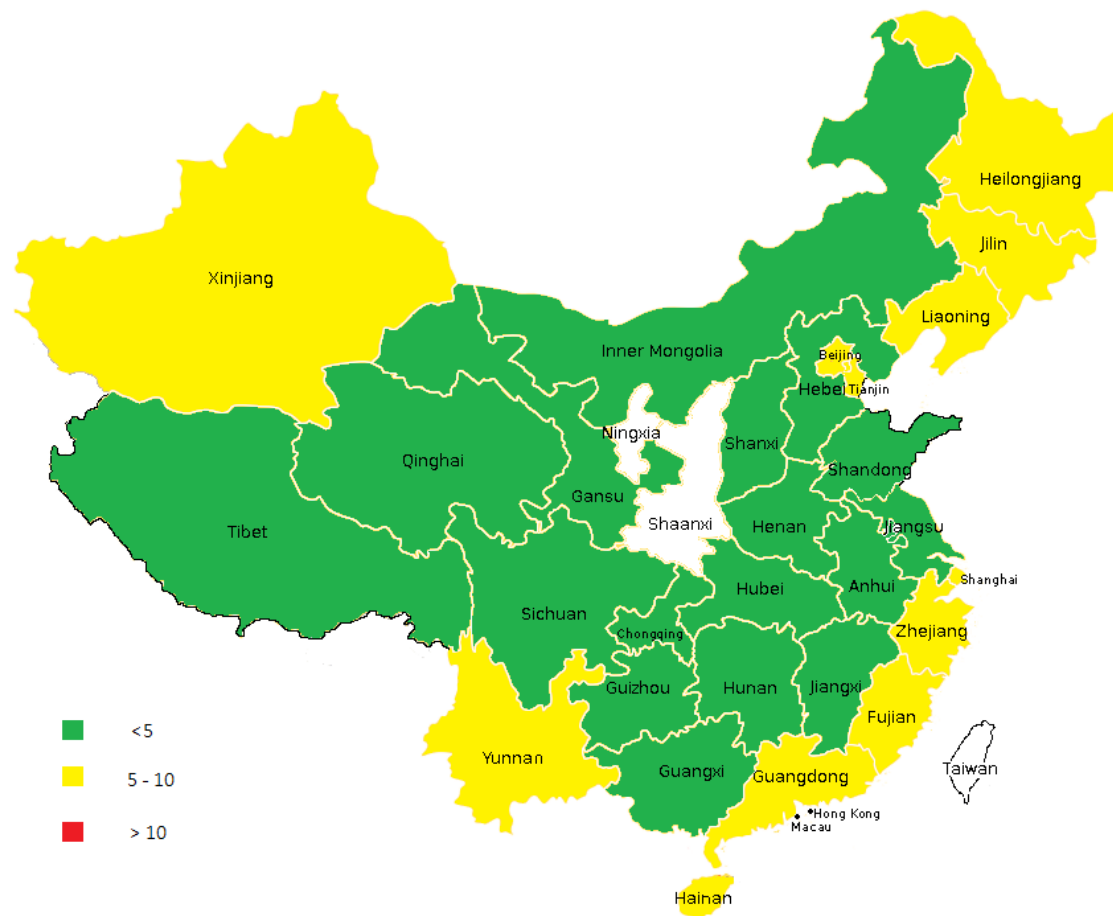 Heilongjiang
Jilin
Xinjiang
Liaoning
Inner Mongolia
Beijing
Hebei
Tianjin
Ningxia
Shanxi
Qinghai
Shandong
Gansu
Shaanxi
Henan
Jiangsu
Tibet
Shanghai
Hubei
Anhui
Sichuan
Zhejiang
Chongqing
Guizhou
Hunan
Jiangxi
Fujian
<5
Yunnan
Guangxi
Guangdong
Taiwan
5 - 10
Hong Kong
Macau
> 10
Hainan